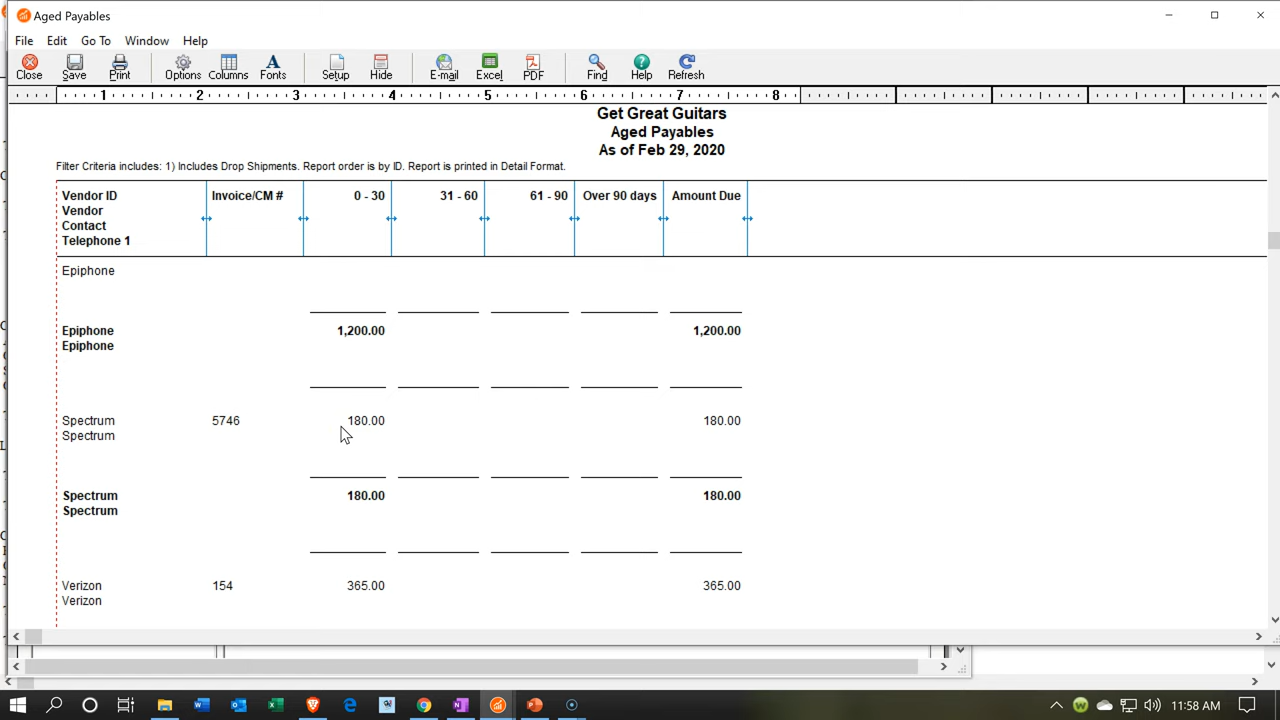 Aged Payables
File Edit Go To Window Help
Close Save Print Options Columns Fonts Setup Hide E-mail Excel PDF Find Help Refresh
1 2 3 4 5 6 7 8
Get Great Guitars
Aged Payables
As of Feb 29, 2020
Filter Criteria includes: 1) Includes Drop Shipments. Report order is by ID. Report is printed in Detail Format.
Vendor ID Invoice/CM # 0 - 30 31 - 60 61 - 90 Over 90 days Amount Due
Vendor
Contact
Telephone 1
Epiphone
Epiphone 1,200.00 1,200.00
Epiphone
Spectrum 5746 180.00 180.00
Spectrum
Spectrum 180.00 180.00
Spectrum
Verizon 154 365.00 365.00
Verizon
11:58 AM